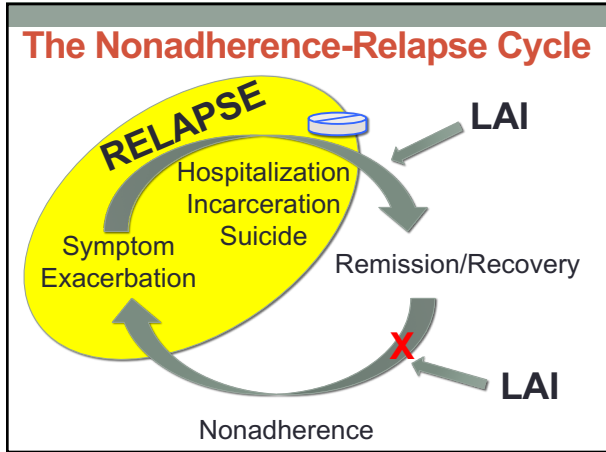 The Nonadherence-Relapse Cycle
RELAPSE
LAI
Hospitalization
Incarceration
Suicide
Symptom
Exacerbation
Remission/Recovery
X
LAI
Nonadherence